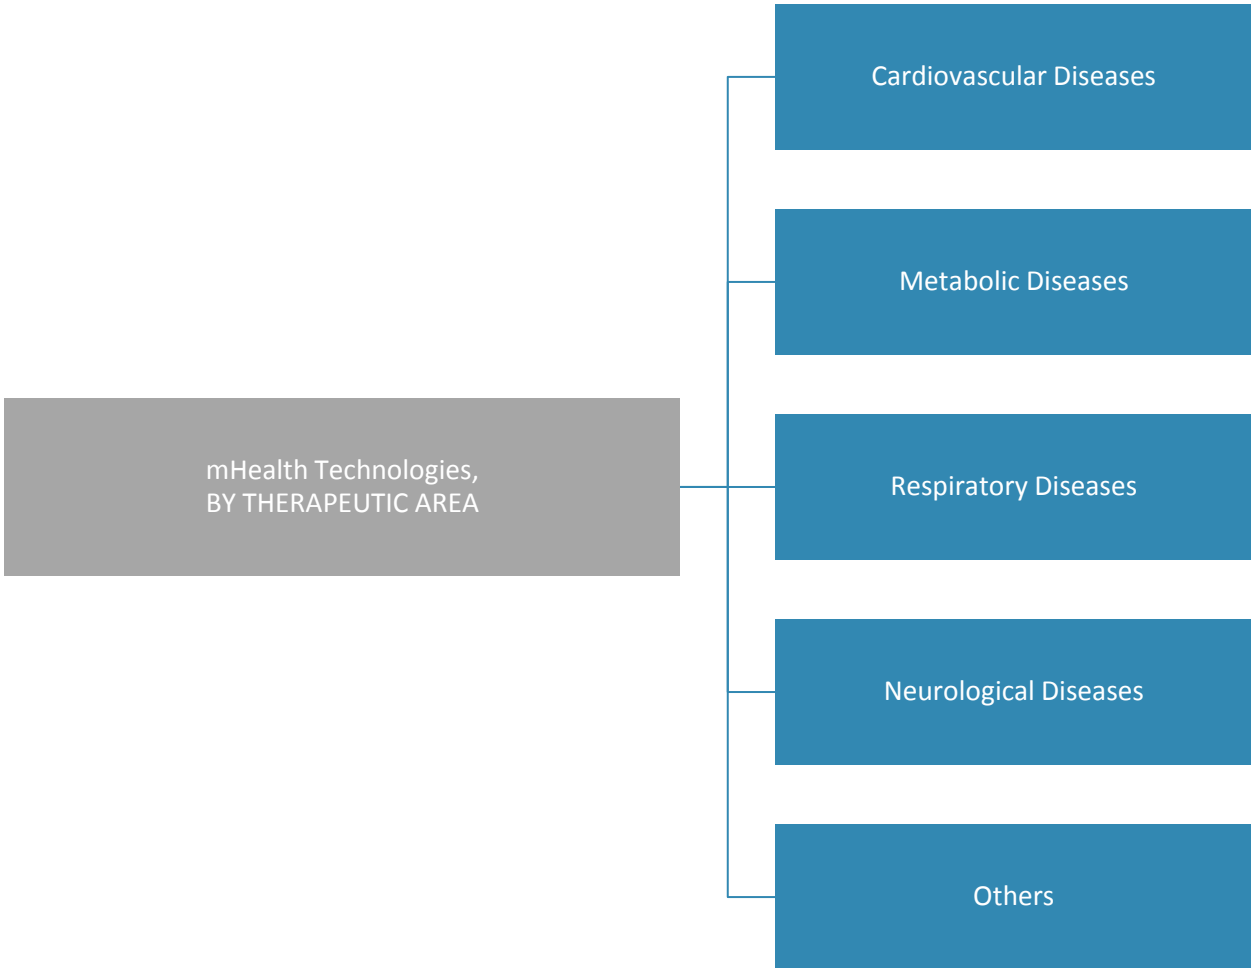 Cardiovascular Diseases
Metabolic Diseases
mHealth Technologies,
BY THERAPEUTIC AREA
Respiratory Diseases
Neurological Diseases
Others